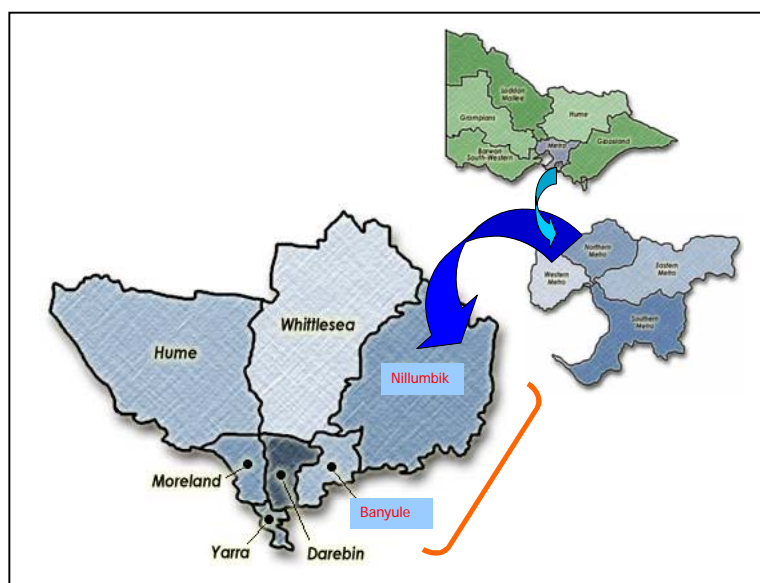 Loddon
Mallee
Grampians
Hume
Metro
Gippsland
Barwon
South-Western
Northern
Metro
Western
Metro
Eastern
Metro
Southern
Metro
Whittlesea
Hume
Nillumbik
Moreland
Banyule
Yarra
Darebin